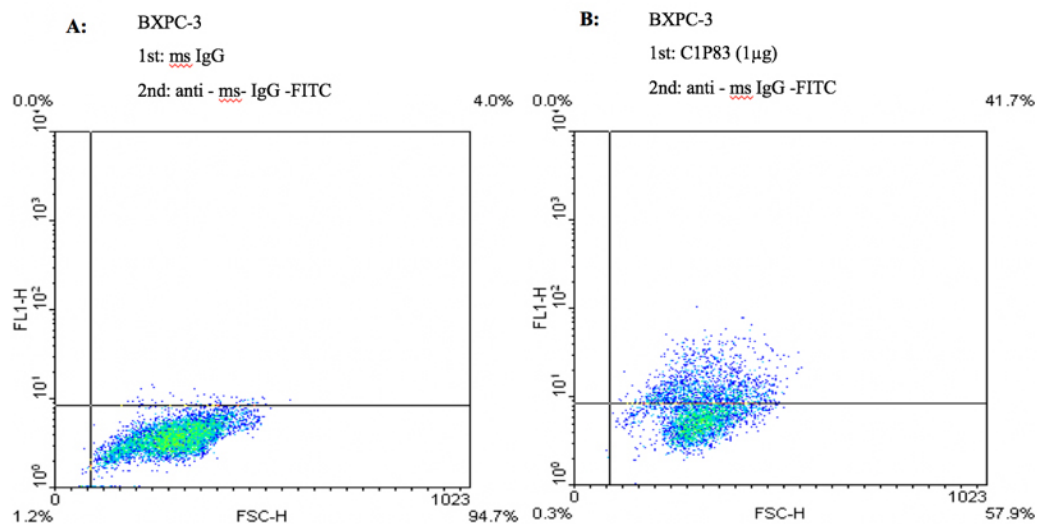 A:
BXPC-3
1st: ms IgG
2nd: anti - ms- IgG -FITC
0.0%
4.0%
10⁴
10³
10²
10¹
10⁰
FL1-H
0
FSC-H
1023
1.2%
94.7%
B:
BXPC-3
1st: C1P83 (1µg)
2nd: anti - ms IgG -FITC
0.0%
41.7%
10⁴
10³
10²
10¹
10⁰
FL1-H
0
FSC-H
1023
0.3%
57.9%